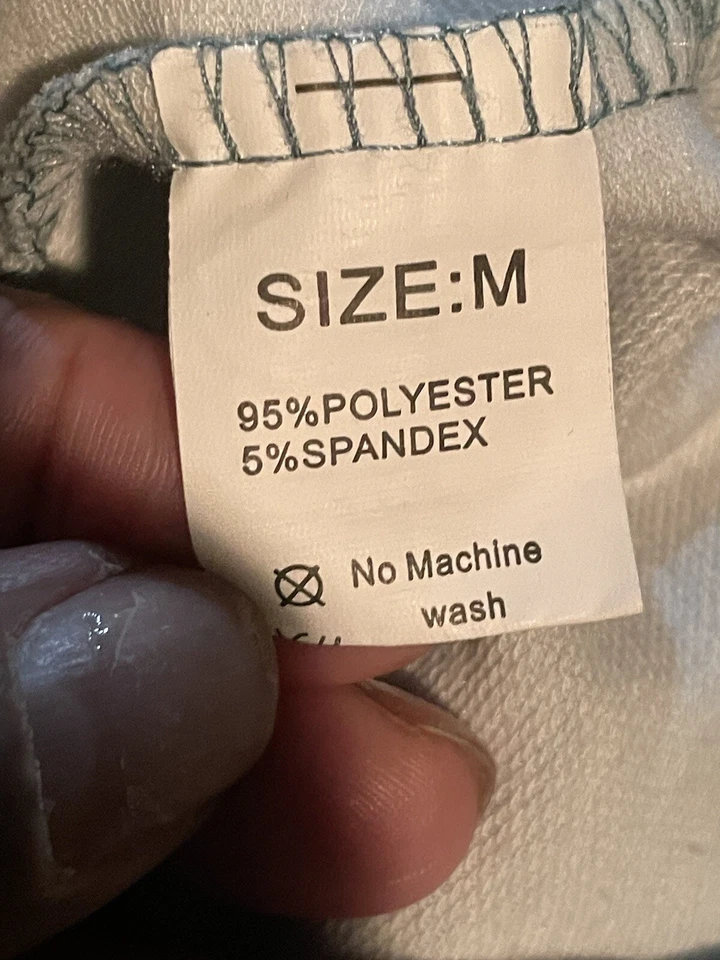 SIZE:M
95%POLYESTER
5%SPANDEX
No Machine
wash